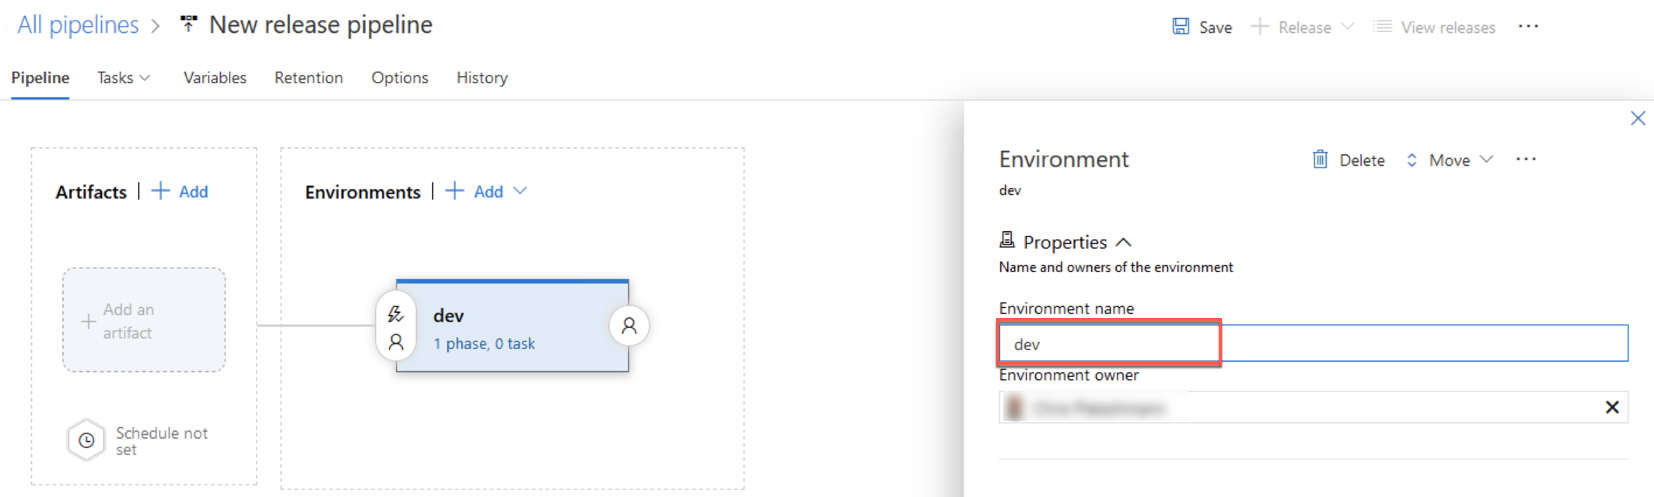 All pipelines > New release pipeline
Save + Release View releases ...
Pipeline Tasks Variables Retention Options History
Artifacts | + Add
Environments | + Add
+ Add an
artifact
dev
1 phase, 0 task
Schedule not
set
Environment
Delete Move ...
dev
Properties
Name and owners of the environment
Environment name
dev
Environment owner